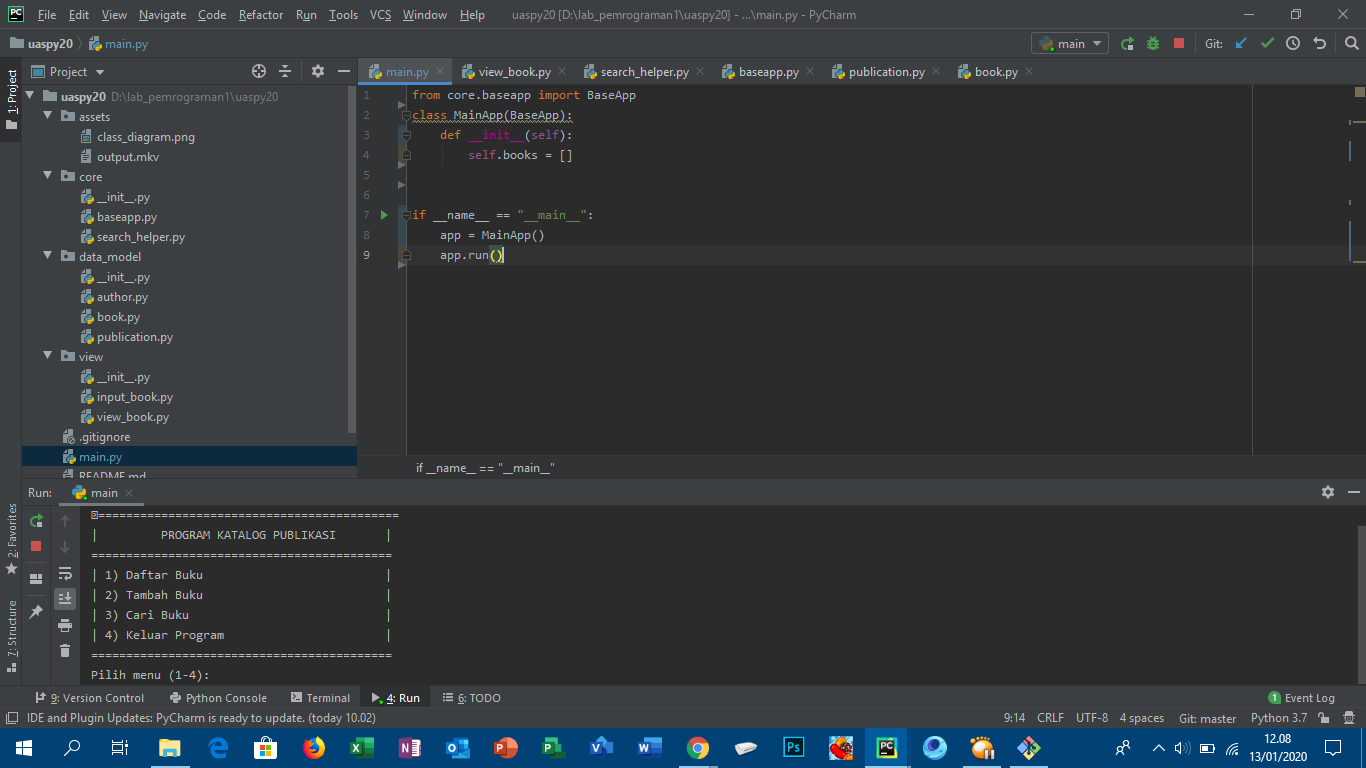 File Edit View Navigate Code Refactor Run Tools VCS Window Help uaspy20 [D:\lab_pemrograman1\uaspy20] - ...\main.py - PyCharm
uaspy20 main.py main Git:
1: Project
Project
main.py view_book.py search_helper.py baseapp.py publication.py book.py
uaspy20 D:\lab_pemrograman1\uaspy20
assets
class_diagram.png
output.mkv
core
__init__.py
baseapp.py
search_helper.py
data_model
__init__.py
author.py
book.py
publication.py
view
__init__.py
input_book.py
view_book.py
.gitignore
main.py
README.md
1 from core.baseapp import BaseApp
2 class MainApp(BaseApp):
3 def __init__(self):
4 self.books = []
5
6
7 if __name__ == "__main__":
8 app = MainApp()
9 app.run()
if __name__ == "__main__"
Run: main
2: Favorites
7: Structure
===========================================
| PROGRAM KATALOG PUBLIKASI |
===========================================
| 1) Daftar Buku |
| 2) Tambah Buku |
| 3) Cari Buku |
| 4) Keluar Program |
===========================================
Pilih menu (1-4):
9: Version Control Python Console Terminal 4: Run 6: TODO 1 Event Log
IDE and Plugin Updates: PyCharm is ready to update. (today 10.02) 9:14 CRLF UTF-8 4 spaces Git: master Python 3.7
12.08
13/01/2020